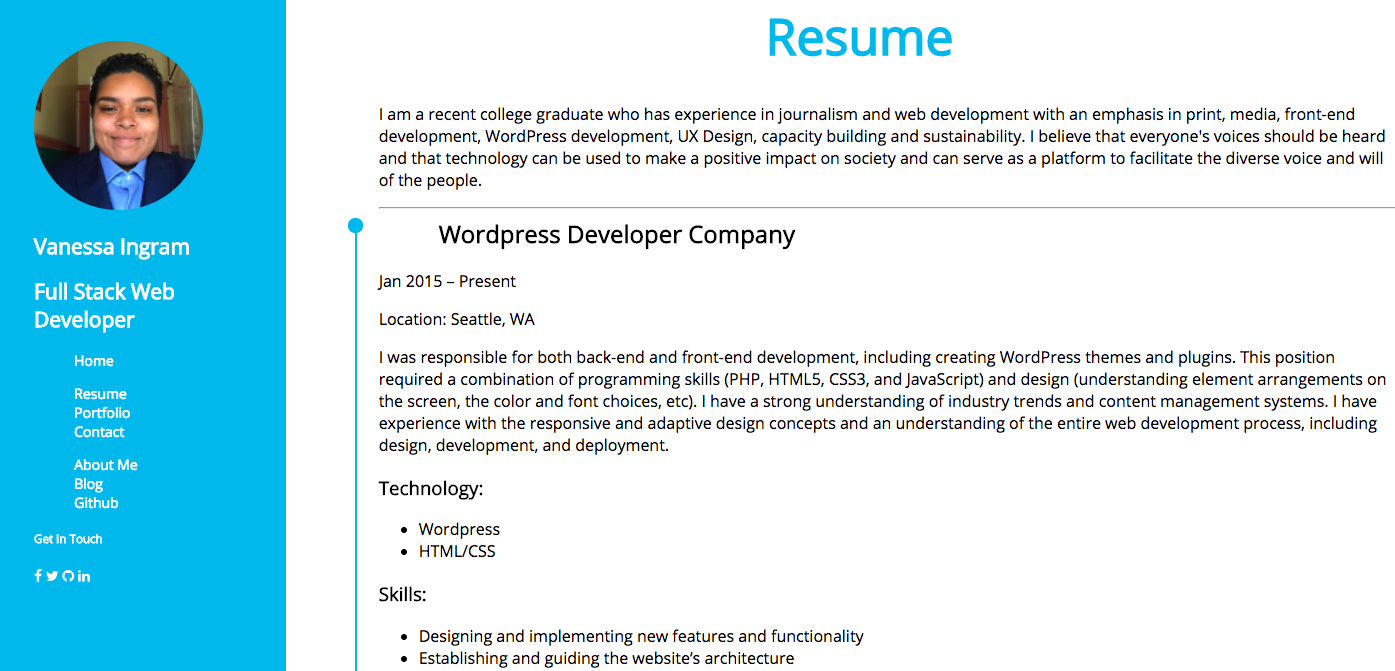 Vanessa Ingram
Full Stack Web
Developer
Home
Resume
Portfolio
Contact
About Me
Blog
Github
Get In Touch
Resume
I am a recent college graduate who has experience in journalism and web development with an emphasis in print, media, front-end
development, WordPress development, UX Design, capacity building and sustainability. I believe that everyone's voices should be heard
and that technology can be used to make a positive impact on society and can serve as a platform to facilitate the diverse voice and will
of the people.
Wordpress Developer Company
Jan 2015 – Present
Location: Seattle, WA
I was responsible for both back-end and front-end development, including creating WordPress themes and plugins. This position
required a combination of programming skills (PHP, HTML5, CSS3, and JavaScript) and design (understanding element arrangements on
the screen, the color and font choices, etc). I have a strong understanding of industry trends and content management systems. I have
experience with the responsive and adaptive design concepts and an understanding of the entire web development process, including
design, development, and deployment.
Technology:
• Wordpress
• HTML/CSS
Skills:
• Designing and implementing new features and functionality
• Establishing and guiding the website’s architecture